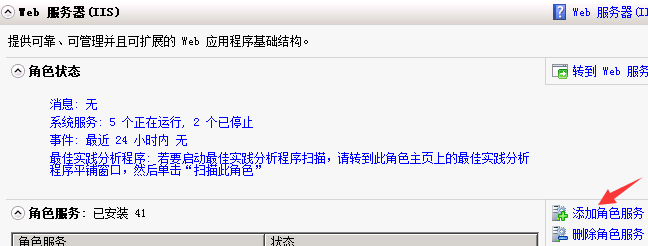 Web 服务器(IIS)
Web 服务器(II
提供可靠、可管理并且可扩展的 Web 应用程序基础结构。
角色状态
转到 Web 服务
消息: 无
系统服务: 5 个正在运行, 2 个已停止
事件: 最近 24 小时内 无
最佳实践分析程序: 若要启动最佳实践分析程序扫描，请转到此角色主页上的最佳实践分析
程序平铺窗口，然后单击“扫描此角色”
角色服务: 已安装 41
添加角色服务
删除角色服务
角色服务
状态